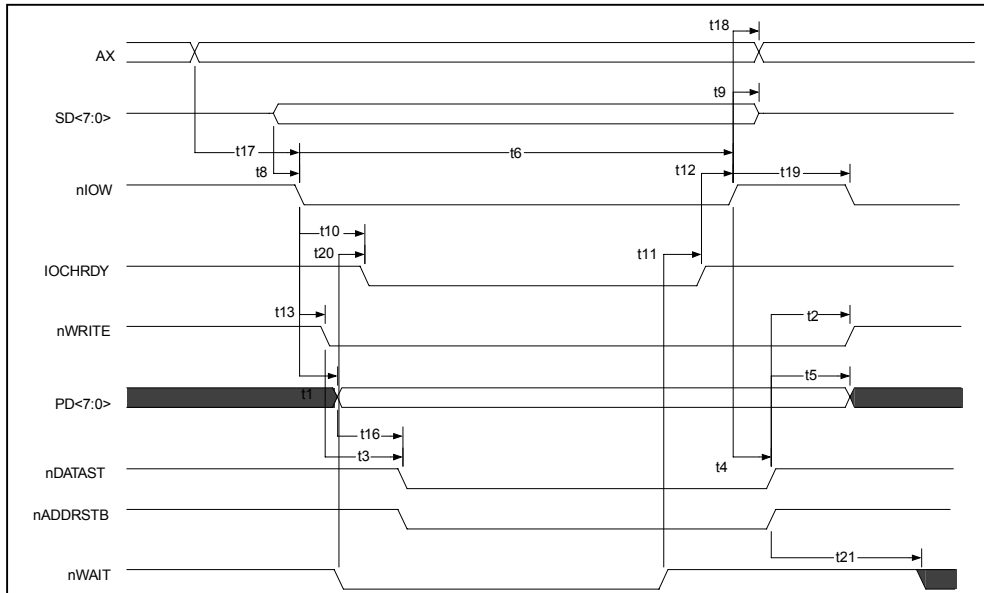 t18
AX
t9
SD<7:0>
t17
t6
t8
t12
t19
nIOW
t10
t20
t11
IOCHRDY
t13
t2
nWRITE
t5
t1
PD<7:0>
t16
t3
t4
nDATAST
nADDRSTB
t21
nWAIT